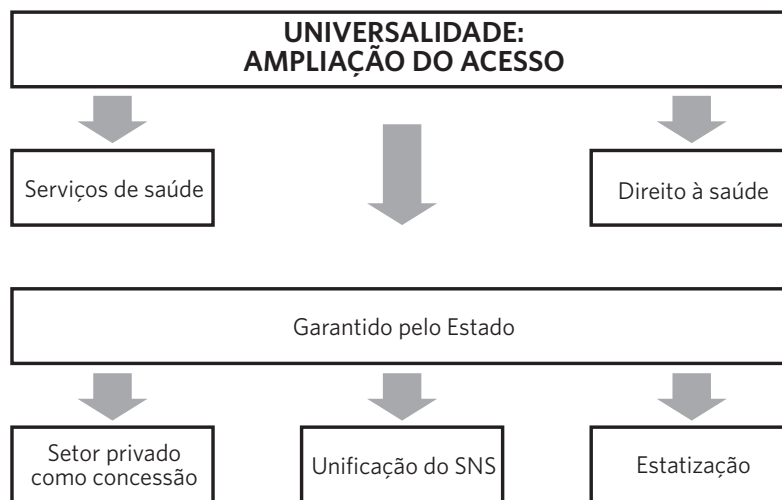 UNIVERSALIDADE:
AMPLIAÇÃO DO ACESSO
Serviços de saúde
Direito à saúde
Garantido pelo Estado
Setor privado
como concessão
Unificação do SNS
Estatização